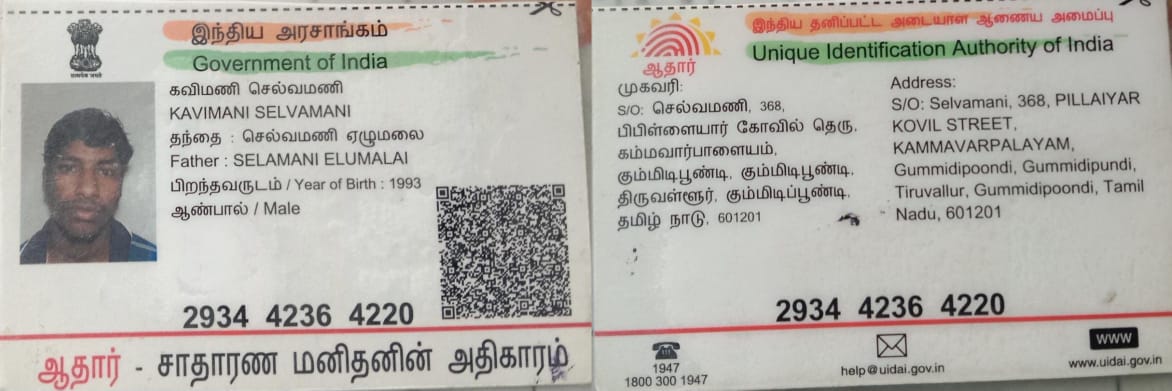 இந்திய அரசாங்கம்
Government of India
கவிமணி செல்வமணி
KAVIMANI SELVAMANI
தந்தை : செல்வமணி ஏழுமலை
Father : SELAMANI ELUMALAI
பிறந்தவருடம் / Year of Birth : 1993
ஆண்பால் / Male
2934 4236 4220
ஆதார் - சாதாரண மனிதனின் அதிகாரம்
இந்திய தனிப்பட்ட அடையாள ஆணைய அமைப்பு
Unique Identification Authority of India
ஆதார்
முகவரி:
S/O: செல்வமணி, 368,
பிபிள்ளையார் கோவில் தெரு,
கம்மவார்பாளையம்,
கும்மிடிபூண்டி, கும்மிடிபூண்டி,
திருவள்ளூர், கும்மிடிப்பூண்டி,
தமிழ் நாடு, 601201
Address:
S/O: Selvamani, 368, PILLAIYAR
KOVIL STREET,
KAMMAVARPALAYAM,
Gummidipoondi, Gummidipundi,
Tiruvallur, Gummidipoondi, Tamil
Nadu, 601201
2934 4236 4220
1947
1800 300 1947
help@uidai.gov.in
WWW
www.uidai.gov.in